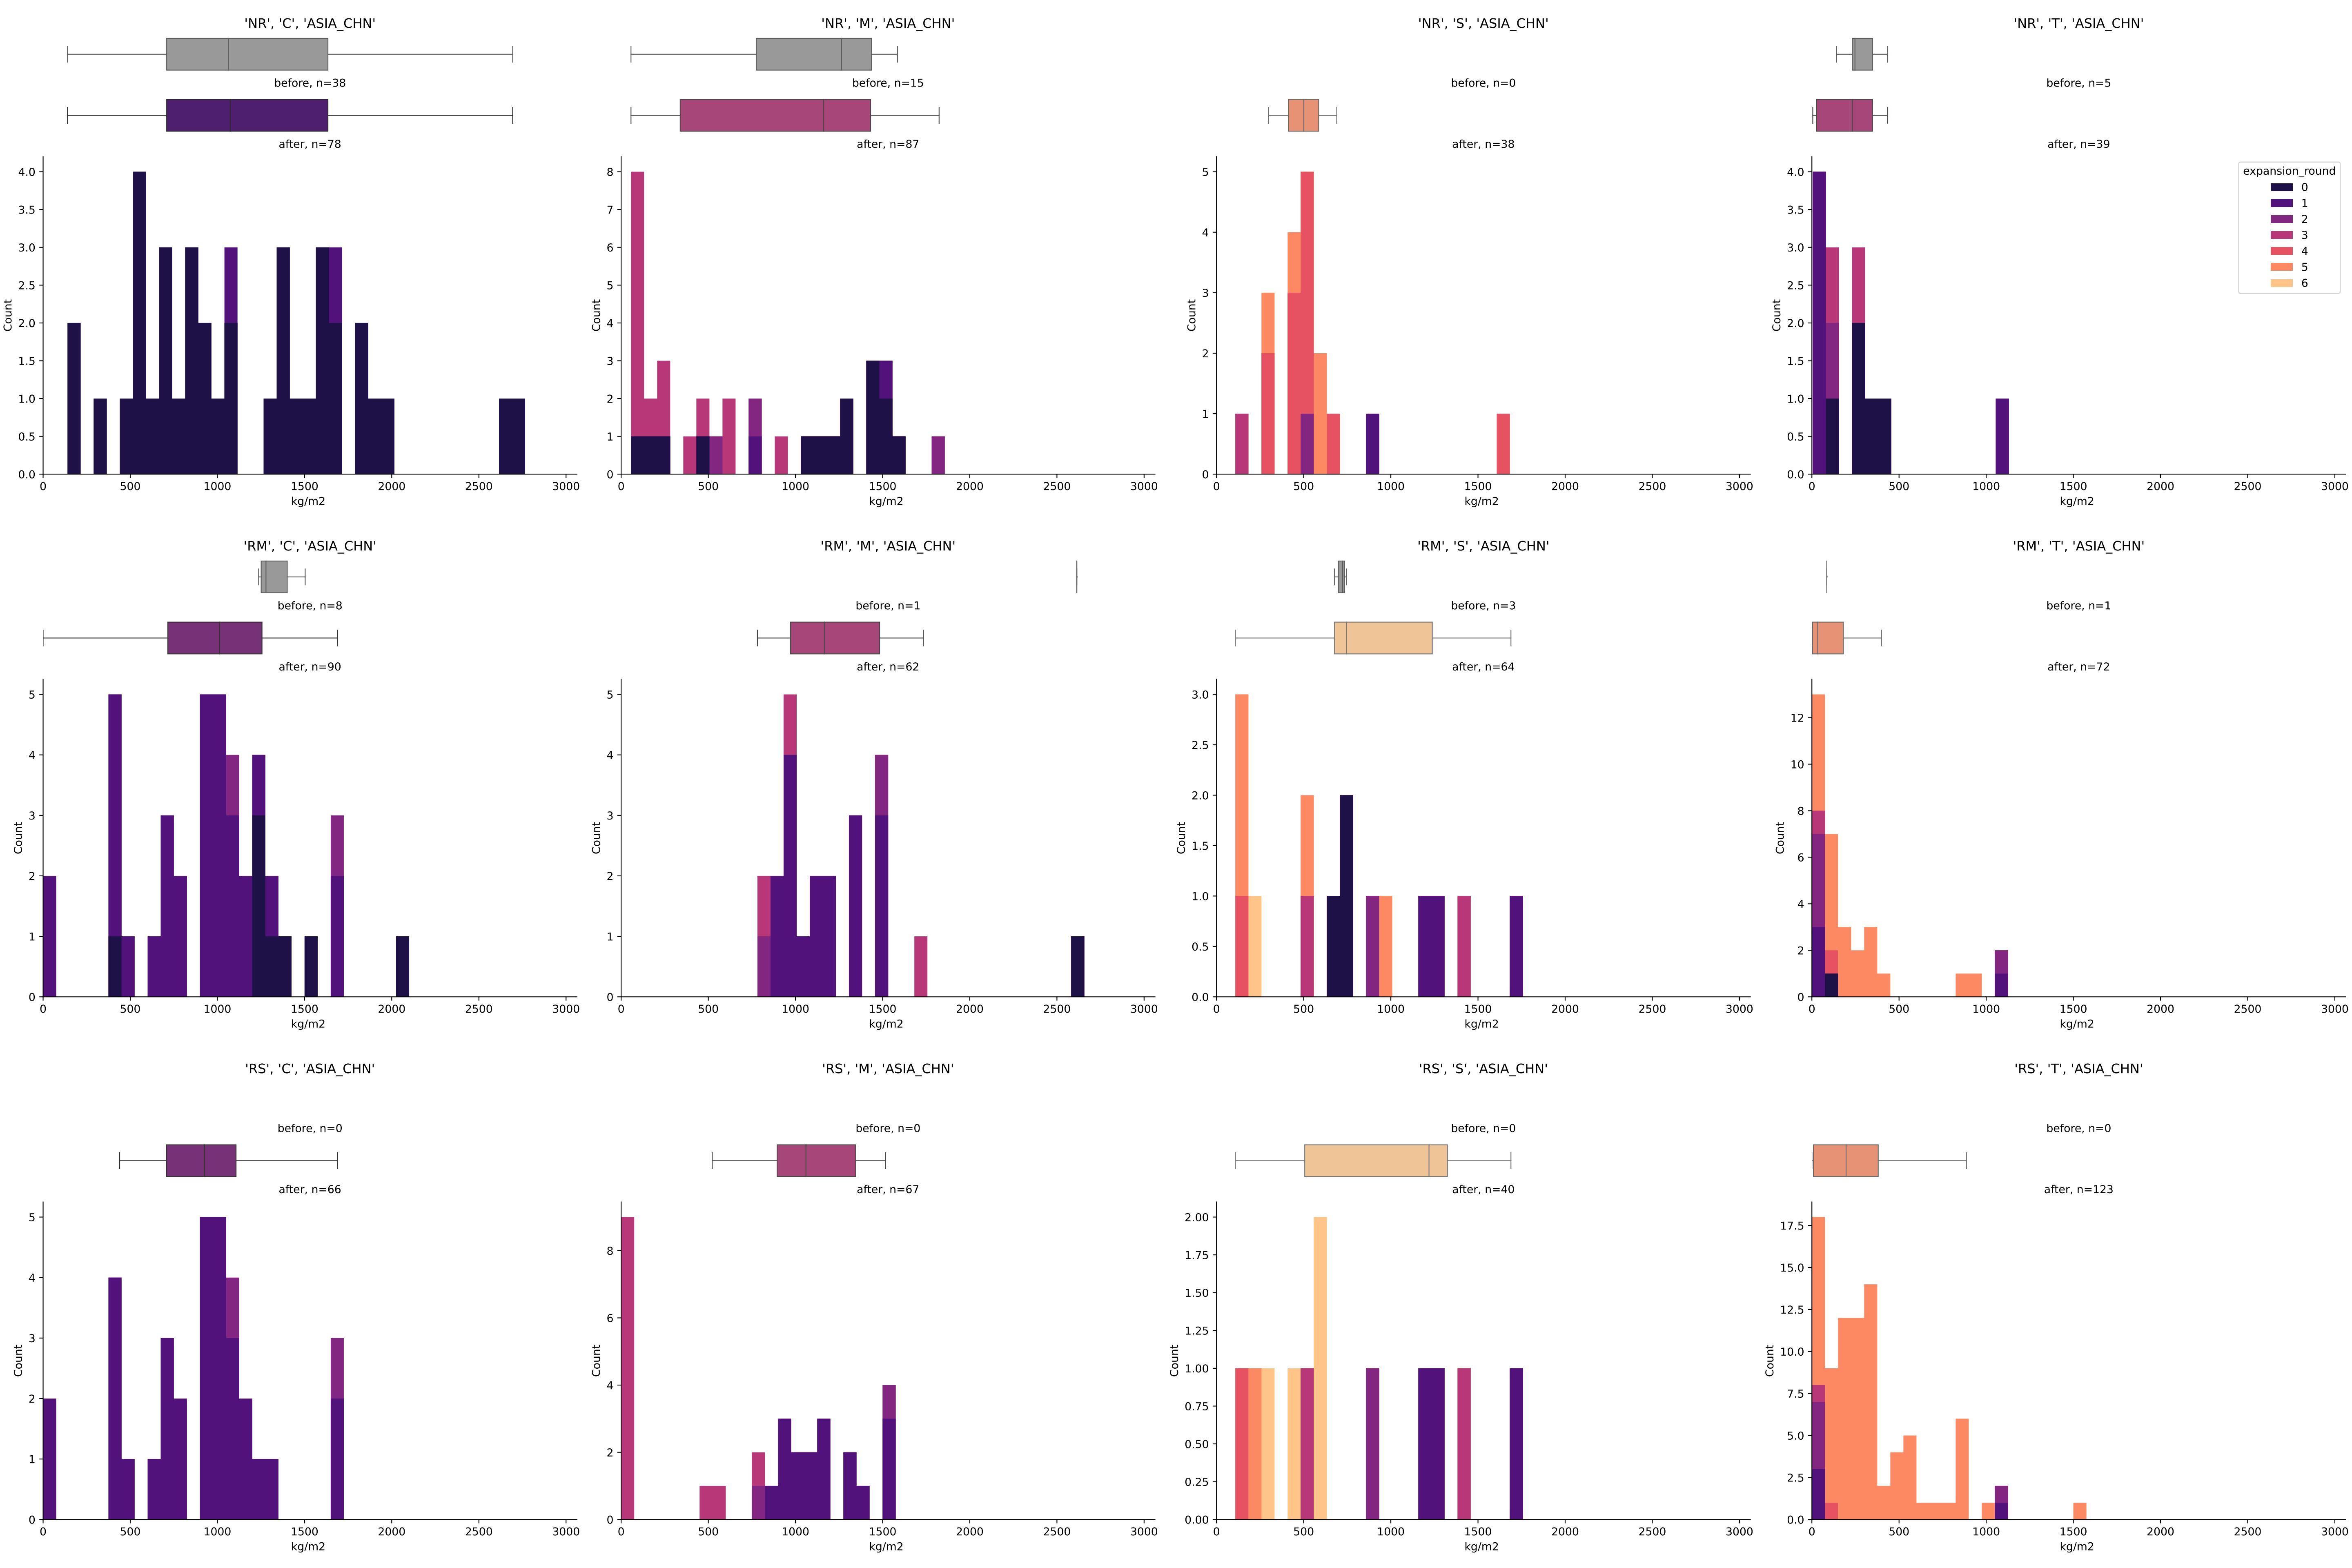 'NR', 'C', 'ASIA_CHN'
before, n=38
after, n=78
4.0
3.5
3.0
2.5
2.0
1.5
1.0
0.5
0.0
Count
0 500 1000 1500 2000 2500 3000
kg/m2
'NR', 'M', 'ASIA_CHN'
before, n=15
after, n=87
8
7
6
5
4
3
2
1
0
Count
0 500 1000 1500 2000 2500 3000
kg/m2
'NR', 'S', 'ASIA_CHN'
before, n=0
after, n=38
5
4
3
2
1
0
Count
0 500 1000 1500 2000 2500 3000
kg/m2
'NR', 'T', 'ASIA_CHN'
before, n=5
after, n=39
4.0
3.5
3.0
2.5
2.0
1.5
1.0
0.5
0.0
Count
0 500 1000 1500 2000 2500 3000
kg/m2
expansion_round
0
1
2
3
4
5
6
'RM', 'C', 'ASIA_CHN'
before, n=8
after, n=90
5
4
3
2
1
0
Count
0 500 1000 1500 2000 2500 3000
kg/m2
'RM', 'M', 'ASIA_CHN'
before, n=1
after, n=62
5
4
3
2
1
0
Count
0 500 1000 1500 2000 2500 3000
kg/m2
'RM', 'S', 'ASIA_CHN'
before, n=3
after, n=64
3.0
2.5
2.0
1.5
1.0
0.5
0.0
Count
0 500 1000 1500 2000 2500 3000
kg/m2
'RM', 'T', 'ASIA_CHN'
before, n=1
after, n=72
12
10
8
6
4
2
0
Count
0 500 1000 1500 2000 2500 3000
kg/m2
'RS', 'C', 'ASIA_CHN'
before, n=0
after, n=66
5
4
3
2
1
0
Count
0 500 1000 1500 2000 2500 3000
kg/m2
'RS', 'M', 'ASIA_CHN'
before, n=0
after, n=67
8
6
4
2
0
Count
0 500 1000 1500 2000 2500 3000
kg/m2
'RS', 'S', 'ASIA_CHN'
before, n=0
after, n=40
2.00
1.75
1.50
1.25
1.00
0.75
0.50
0.25
0.00
Count
0 500 1000 1500 2000 2500 3000
kg/m2
'RS', 'T', 'ASIA_CHN'
before, n=0
after, n=123
17.5
15.0
12.5
10.0
7.5
5.0
2.5
0.0
Count
0 500 1000 1500 2000 2500 3000
kg/m2